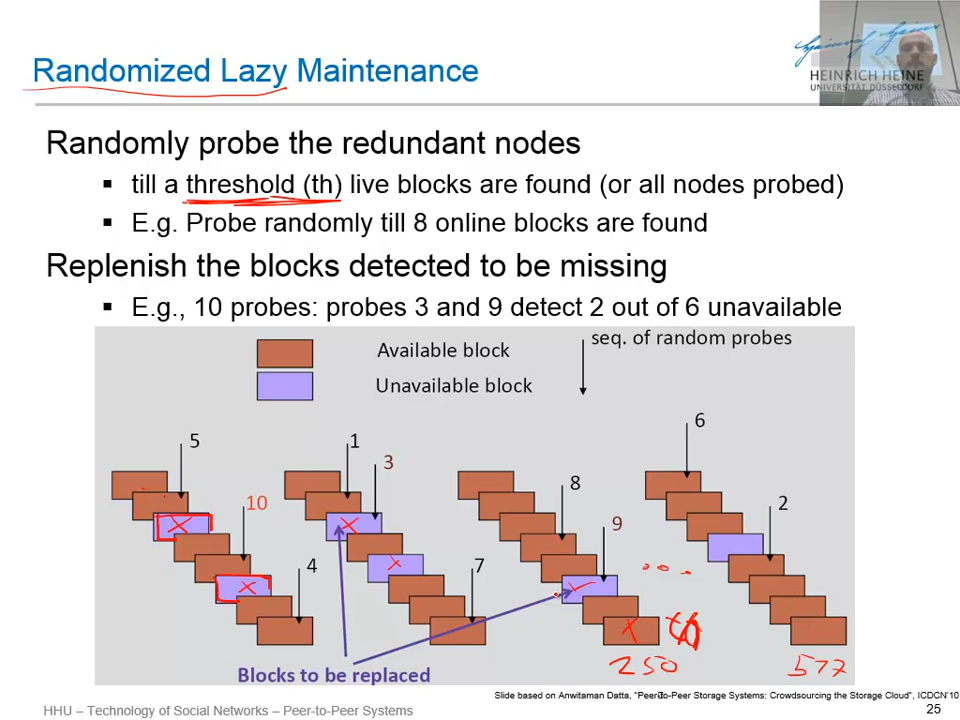 Randomized Lazy Maintenance
HEINRICH HEINE
UNIVERSITÄT DÜSSELDORF
Randomly probe the redundant nodes
▪ till a threshold (th) live blocks are found (or all nodes probed)
▪ E.g. Probe randomly till 8 online blocks are found
Replenish the blocks detected to be missing
▪ E.g., 10 probes: probes 3 and 9 detect 2 out of 6 unavailable
seq. of random probes
Available block
Unavailable block
5
1
3
6
8
10
9
2
4
7
Blocks to be replaced
250
577
Slide based on Anwitaman Datta, "Peer-to-Peer Storage Systems: Crowdsourcing the Storage Cloud", ICDCN'10
HHU – Technology of Social Networks – Peer-to-Peer Systems
25